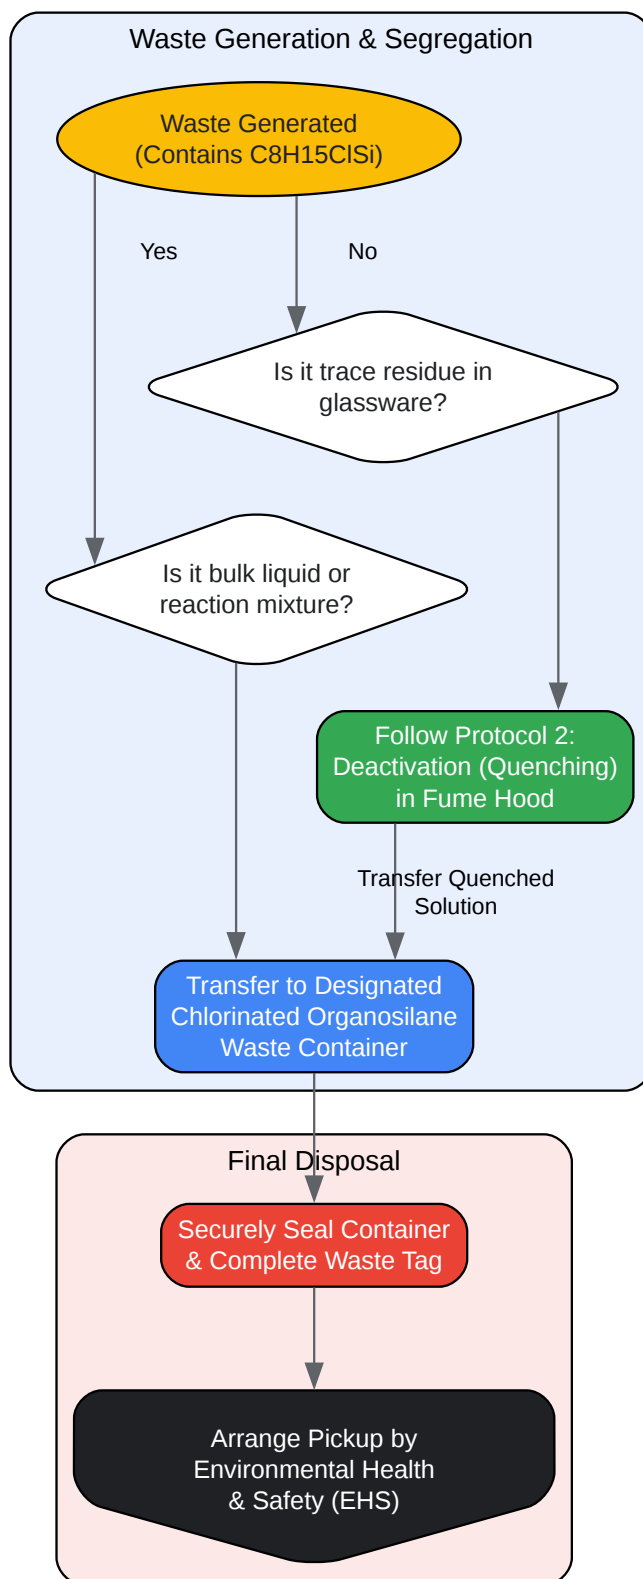 Waste Generation & Segregation
Waste Generated
(Contains C8H15ClSi)
Yes
No
Is it trace residue in
glassware?
Is it bulk liquid or
reaction mixture?
Follow Protocol 2:
Deactivation (Quenching)
in Fume Hood
Transfer Quenched
Solution
Transfer to Designated
Chlorinated Organosilane
Waste Container
Final Disposal
Securely Seal Container
& Complete Waste Tag
Arrange Pickup by
Environmental Health
& Safety (EHS)